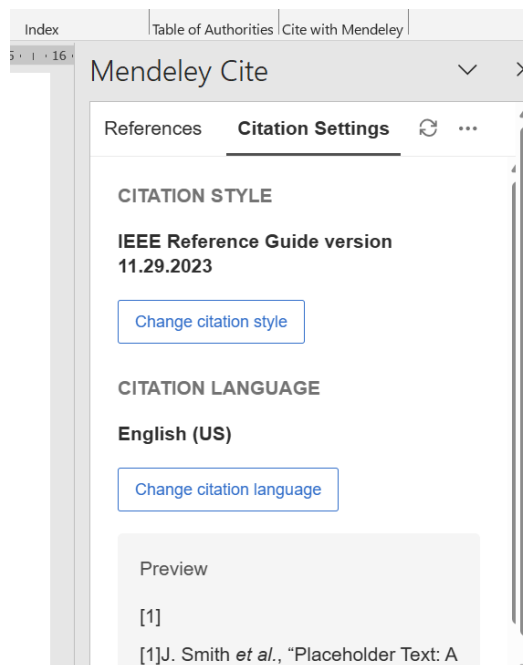 Index
Table of Authorities
Cite with Mendeley
16
Mendeley Cite
References
Citation Settings
CITATION STYLE
IEEE Reference Guide version
11.29.2023
Change citation style
CITATION LANGUAGE
English (US)
Change citation language
Preview
[1]
[1]J. Smith et al., “Placeholder Text: A